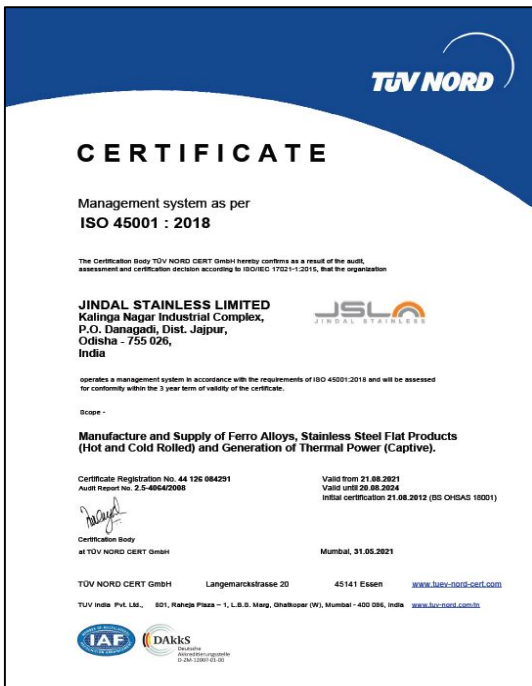 TÜV NORD
CERTIFICATE
Management system as per
ISO 45001 : 2018
The Certification Body TÜV NORD CERT GmbH hereby confirms as a result of the audit,
assessment and certification decision according to ISO/IEC 17021-1:2015, that the organization
JINDAL STAINLESS LIMITED
Kalinga Nagar Industrial Complex,
P.O. Danagadi, Dist. Jajpur,
Odisha - 755 026,
India
JSL
JINDAL STAINLESS
operates a management system in accordance with the requirements of ISO 45001:2018 and will be assessed
for conformity within the 3 year term of validity of the certificate.
Scope -
Manufacture and Supply of Ferro Alloys, Stainless Steel Flat Products
(Hot and Cold Rolled) and Generation of Thermal Power (Captive).
Certificate Registration No. 44 126 084291
Audit Report No. 2.5-4064/2008
Valid from 21.08.2021
Valid until 20.08.2024
Initial certification 21.08.2012 (BS OHSAS 18001)
Certification Body
at TÜV NORD CERT GmbH
Mumbai, 31.05.2021
TÜV NORD CERT GmbH Langemarckstrasse 20 45141 Essen www.tuev-nord-cert.com
TUV India Pvt. Ltd., 801, Raheja Plaza – 1, L.B.S. Marg, Ghatkopar (W), Mumbai - 400 086, India www.tuv-nord.com/in
IAF
DAkkS
Deutsche
Akkreditierungsstelle
D-ZM-12007-01-00